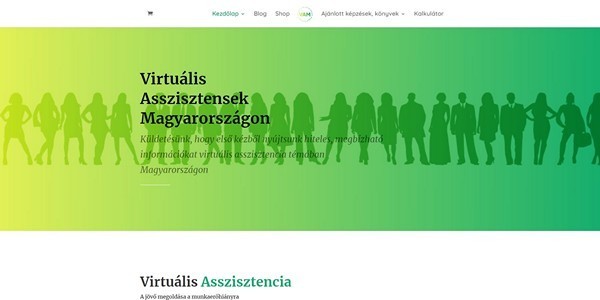 Kezdőlap Blog Shop VAM Ajánlott képzések, könyvek Kalkulátor
Virtuális
Asszisztensek
Magyarországon
Küldetésünk, hogy első kézből nyújtsunk hiteles, megbízható
információkat virtuális asszisztencia témában
Magyarországon
Virtuális Asszisztencia
A jövő megoldása a munkaerőhiányra